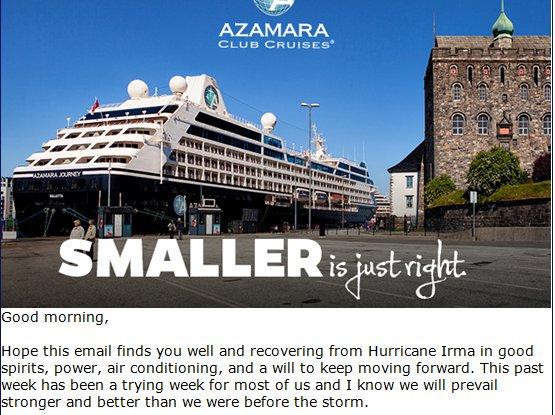 AZAMARA
CLUB CRUISES®
AZAMARA JOURNEY
SMALLER is just right.
Good morning,
Hope this email finds you well and recovering from Hurricane Irma in good
spirits, power, air conditioning, and a will to keep moving forward. This past
week has been a trying week for most of us and I know we will prevail
stronger and better than we were before the storm.